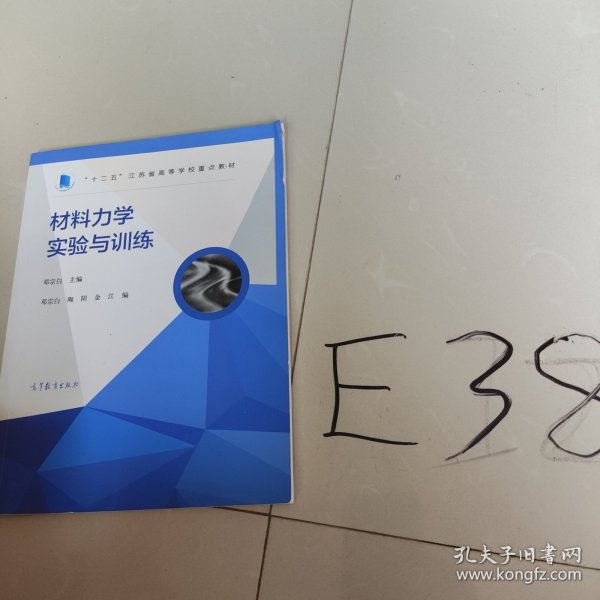 “十二五”江苏省高等学校重点教材
材料力学
实验与训练
邓宗白 主编
邓宗白 陶阳 金江 编
高等教育出版社
E38
孔夫子旧书网
www.kongfz.com